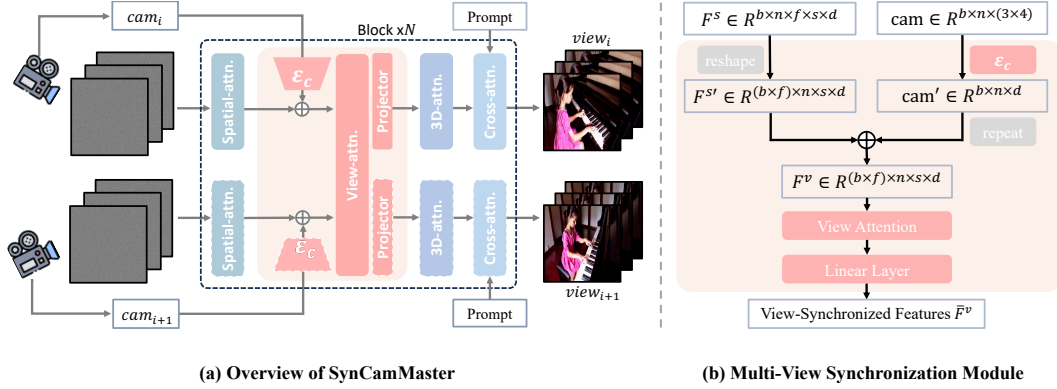 cam_i
Block xN
Prompt
view_i
Spatial-attn.
ε_c
View-attn.
Projector
3D-attn.
Cross-attn.
Spatial-attn.
ε_c
Projector
3D-attn.
Cross-attn.
cam_{i+1}
Prompt
view_{i+1}
(a) Overview of SynCamMaster
F^s ∈ R^{b×n×f×s×d}
cam ∈ R^{b×n×(3×4)}
reshape
ε_c
F^{s′} ∈ R^{(b×f)×n×s×d}
cam′ ∈ R^{b×n×d}
repeat
F^v ∈ R^{(b×f)×n×s×d}
View Attention
Linear Layer
View-Synchronized Features F̄^v
(b) Multi-View Synchronization Module